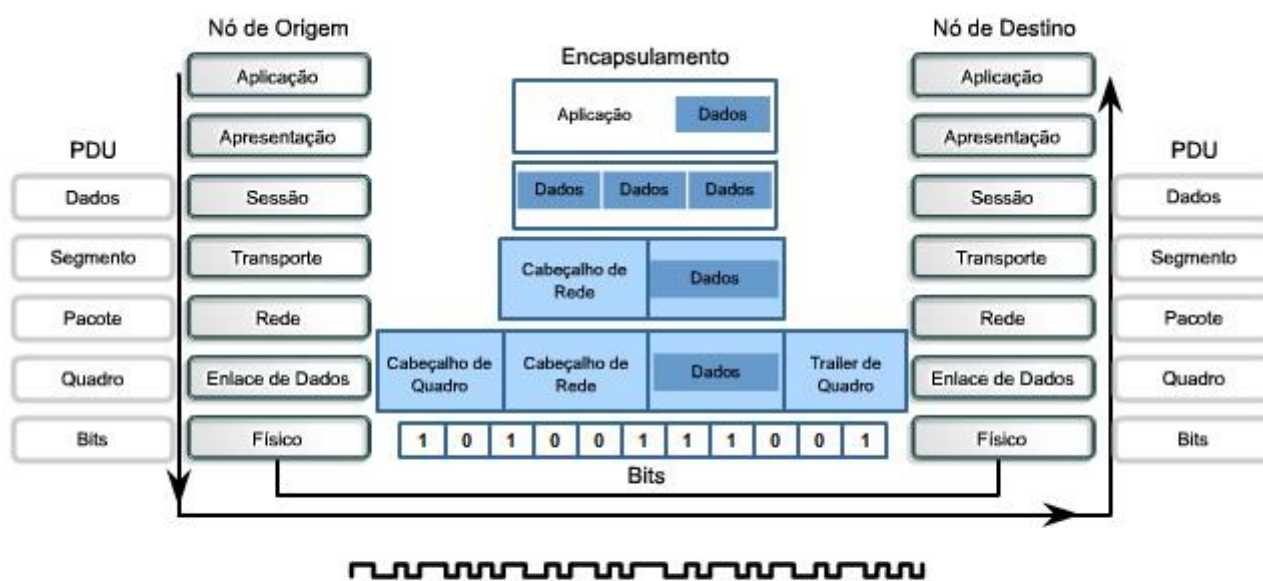 Nó de Origem
Nó de Destino
Encapsulamento
Aplicação
Aplicação
Dados
Aplicação
Apresentação
Apresentação
PDU
PDU
Dados
Sessão
Dados
Dados
Dados
Sessão
Dados
Segmento
Transporte
Cabeçalho de
Rede
Dados
Transporte
Segmento
Pacote
Rede
Rede
Pacote
Quadro
Enlace de Dados
Cabeçalho de
Quadro
Cabeçalho de
Rede
Dados
Trailer de
Quadro
Enlace de Dados
Quadro
Bits
Físico
1 0 1 0 0 1 1 1 0 0 1
Físico
Bits
Bits